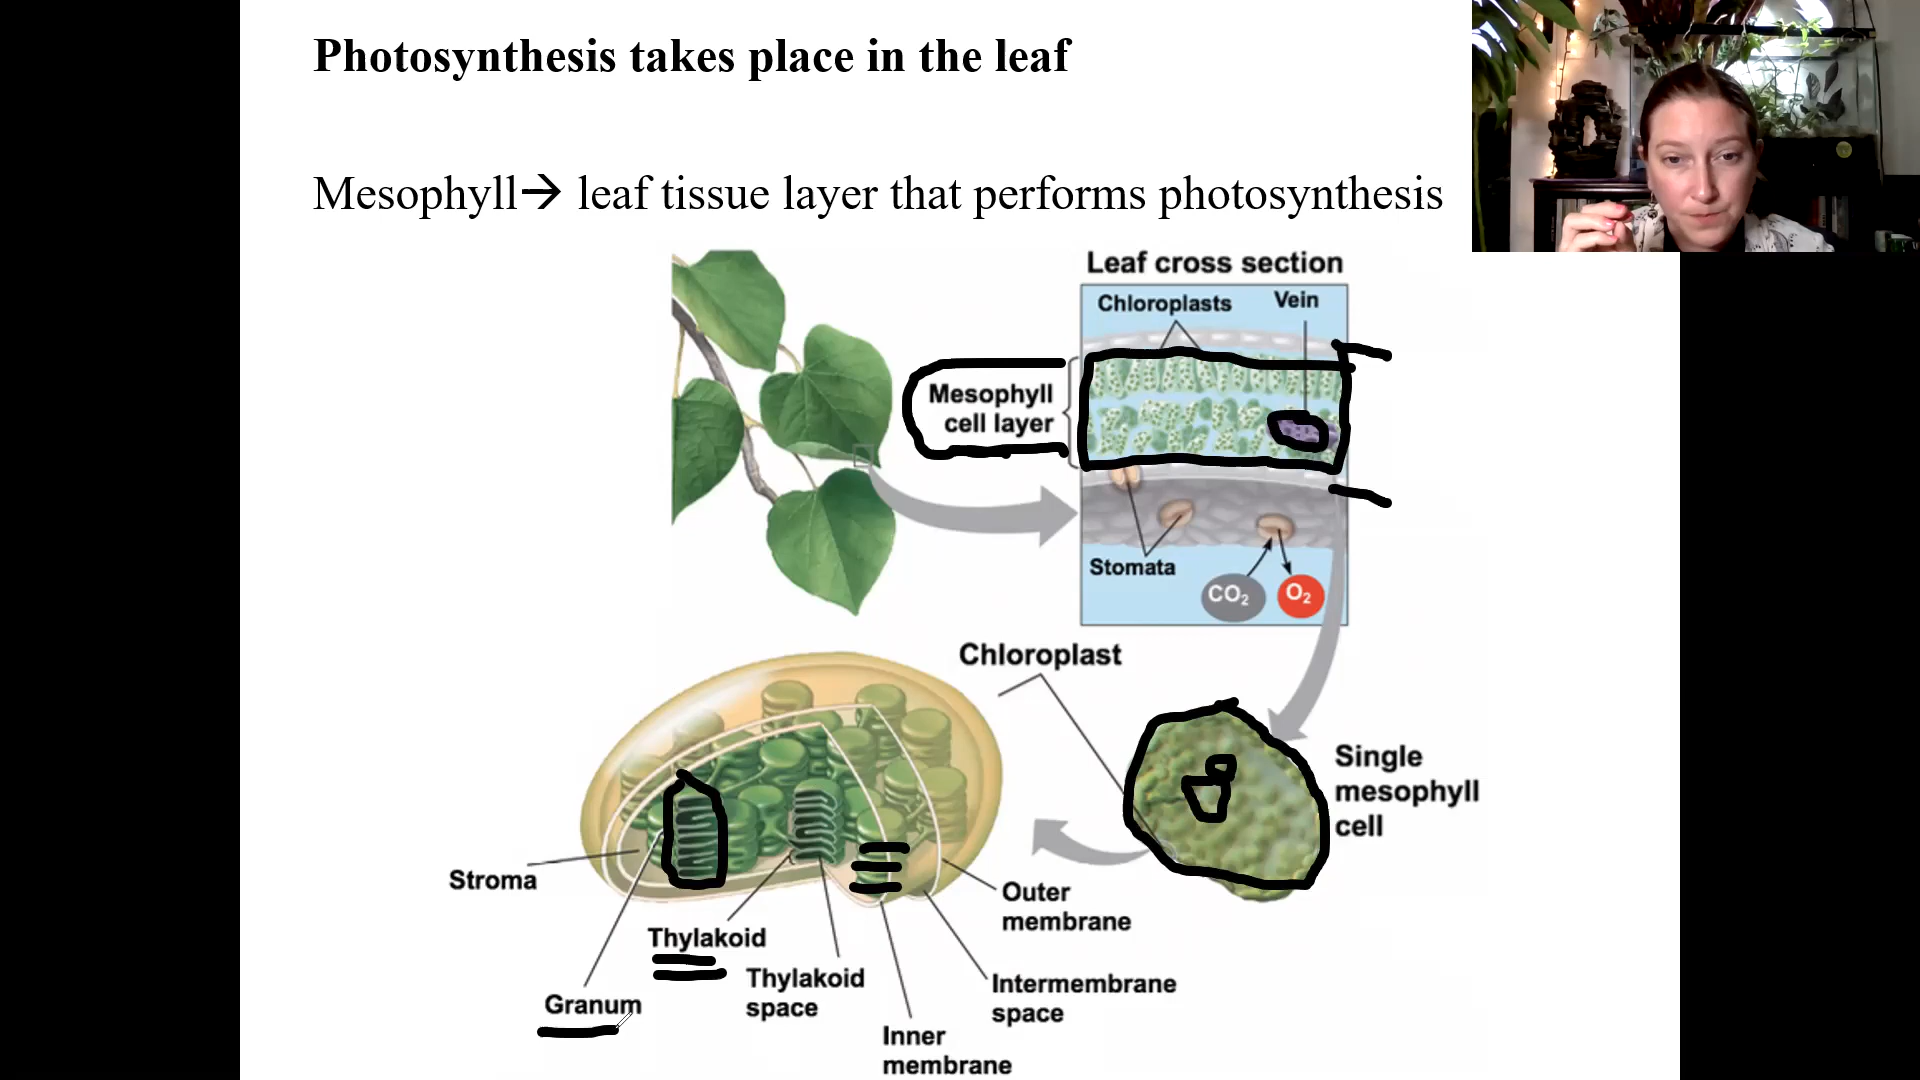 Photosynthesis takes place in the leaf
Mesophyll→ leaf tissue layer that performs photosynthesis
Leaf cross section
Chloroplasts
Vein
Mesophyll
cell layer
Stomata
CO₂
O₂
Chloroplast
Single
mesophyll
cell
Stroma
Outer
membrane
Thylakoid
Thylakoid
space
Intermembrane
space
Granum
Inner
membrane